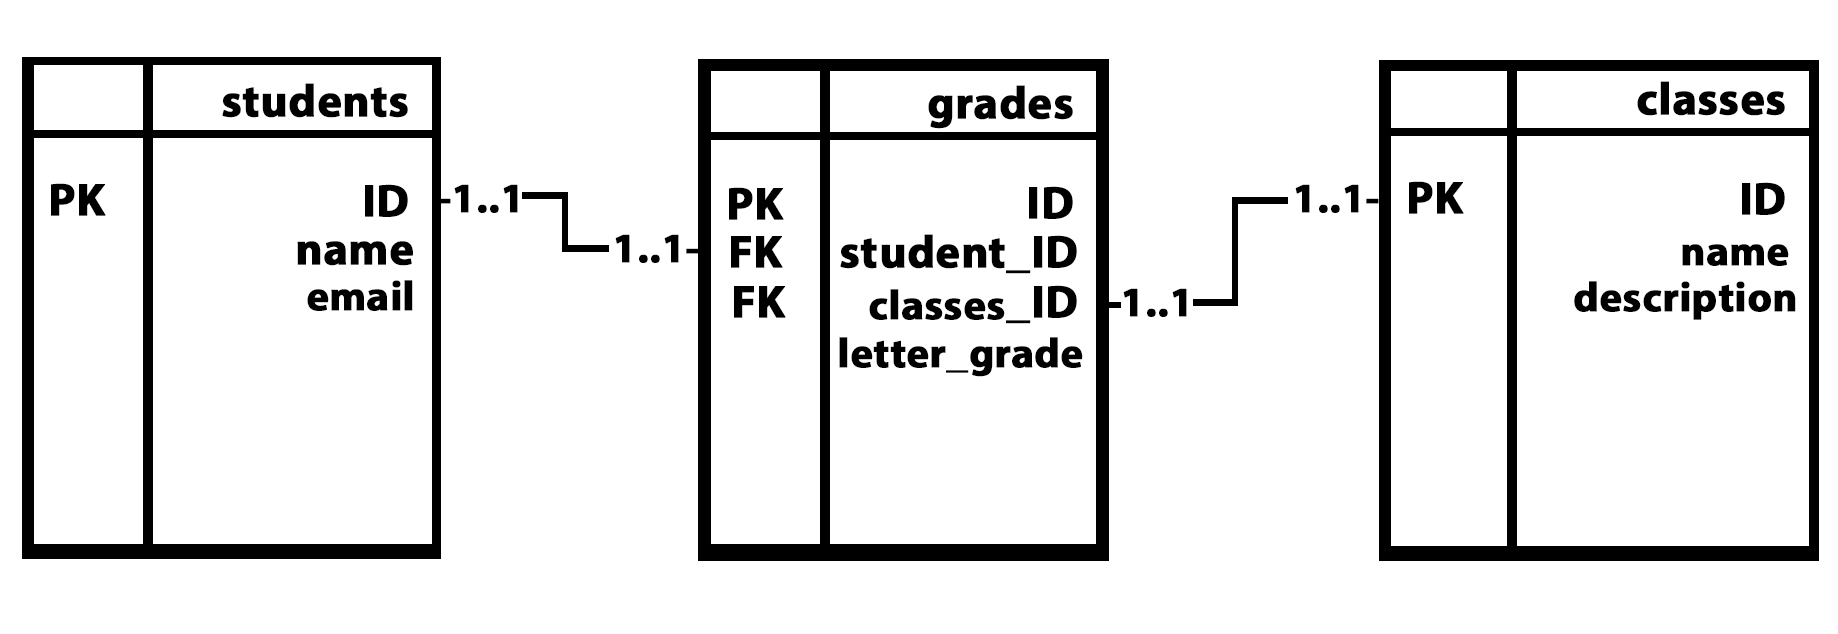 students
PK ID
name
email
1..1
1..1
grades
PK ID
FK student_ID
FK classes_ID
letter_grade
1..1
1..1
classes
PK ID
name
description